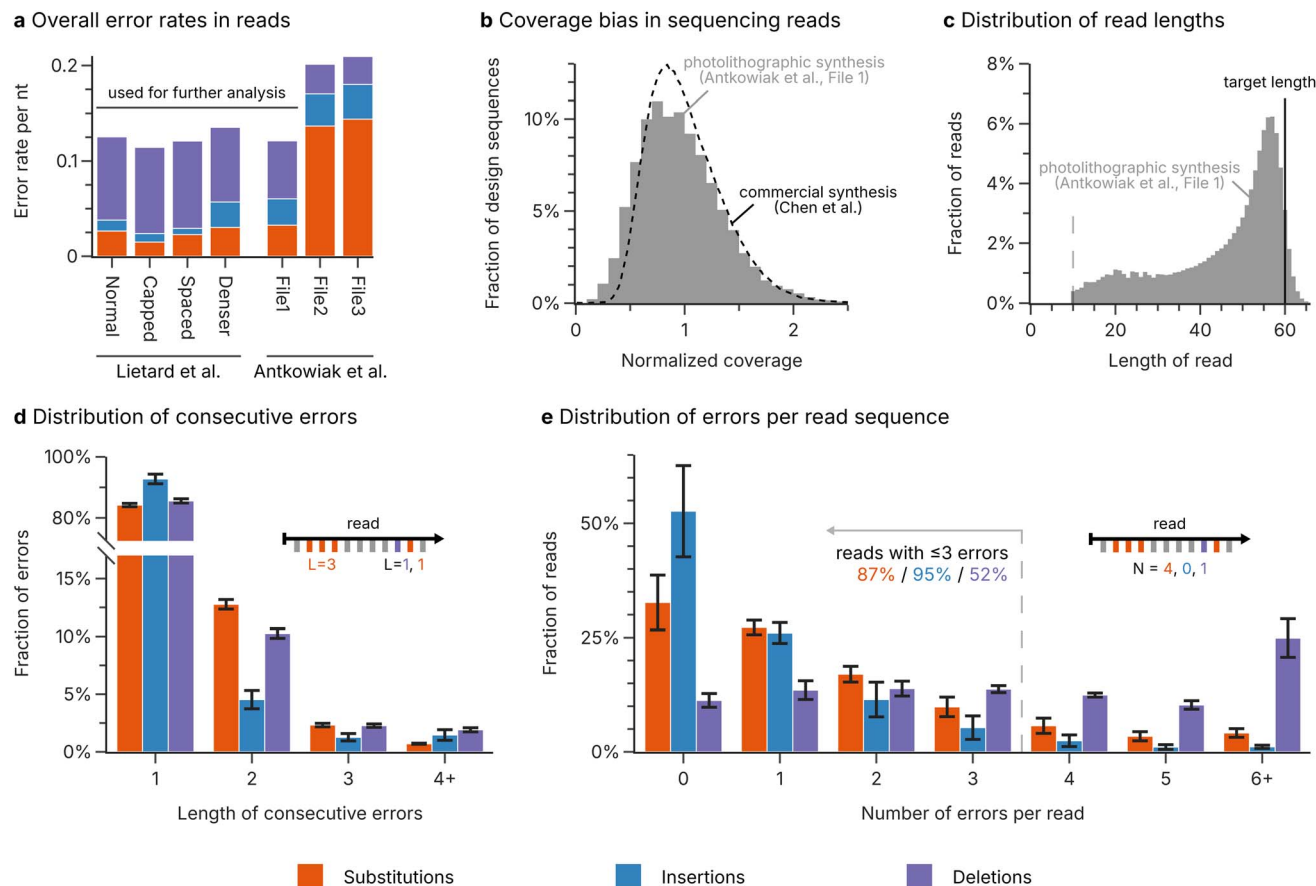 a Overall error rates in reads
Error rate per nt
0.2
0.1
0
used for further analysis
Normal
Capped
Spaced
Denser
File1
File2
File3
Lietard et al.
Antkowiak et al.
b Coverage bias in sequencing reads
Fraction of design sequences
10%
5%
0%
photolithographic synthesis
(Antkowiak et al., File 1)
commercial synthesis
(Chen et al.)
0
1
2
Normalized coverage
c Distribution of read lengths
Fraction of reads
8%
6%
4%
2%
0%
target length
photolithographic synthesis
(Antkowiak et al., File 1)
0
20
40
60
Length of read
d Distribution of consecutive errors
Fraction of errors
100%
80%
15%
10%
5%
0%
read
L=3
L=1, 1
1
2
3
4+
Length of consecutive errors
e Distribution of errors per read sequence
Fraction of reads
50%
25%
0%
reads with ≤3 errors
87% / 95% / 52%
read
N = 4, 0, 1
0
1
2
3
4
5
6+
Number of errors per read
Substitutions
Insertions
Deletions